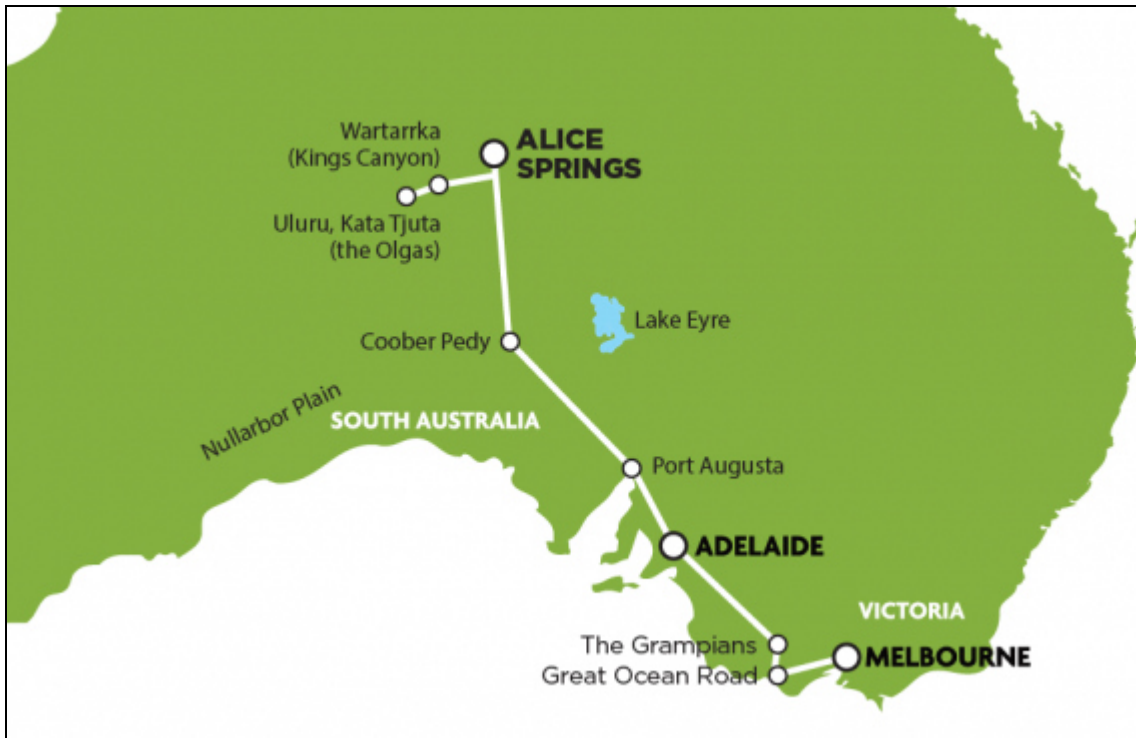 Wartarrka
(Kings Canyon)
ALICE
SPRINGS
Uluru, Kata Tjuta
(the Olgas)
Lake Eyre
Coober Pedy
Nullarbor Plain
SOUTH AUSTRALIA
Port Augusta
ADELAIDE
VICTORIA
The Grampians
MELBOURNE
Great Ocean Road